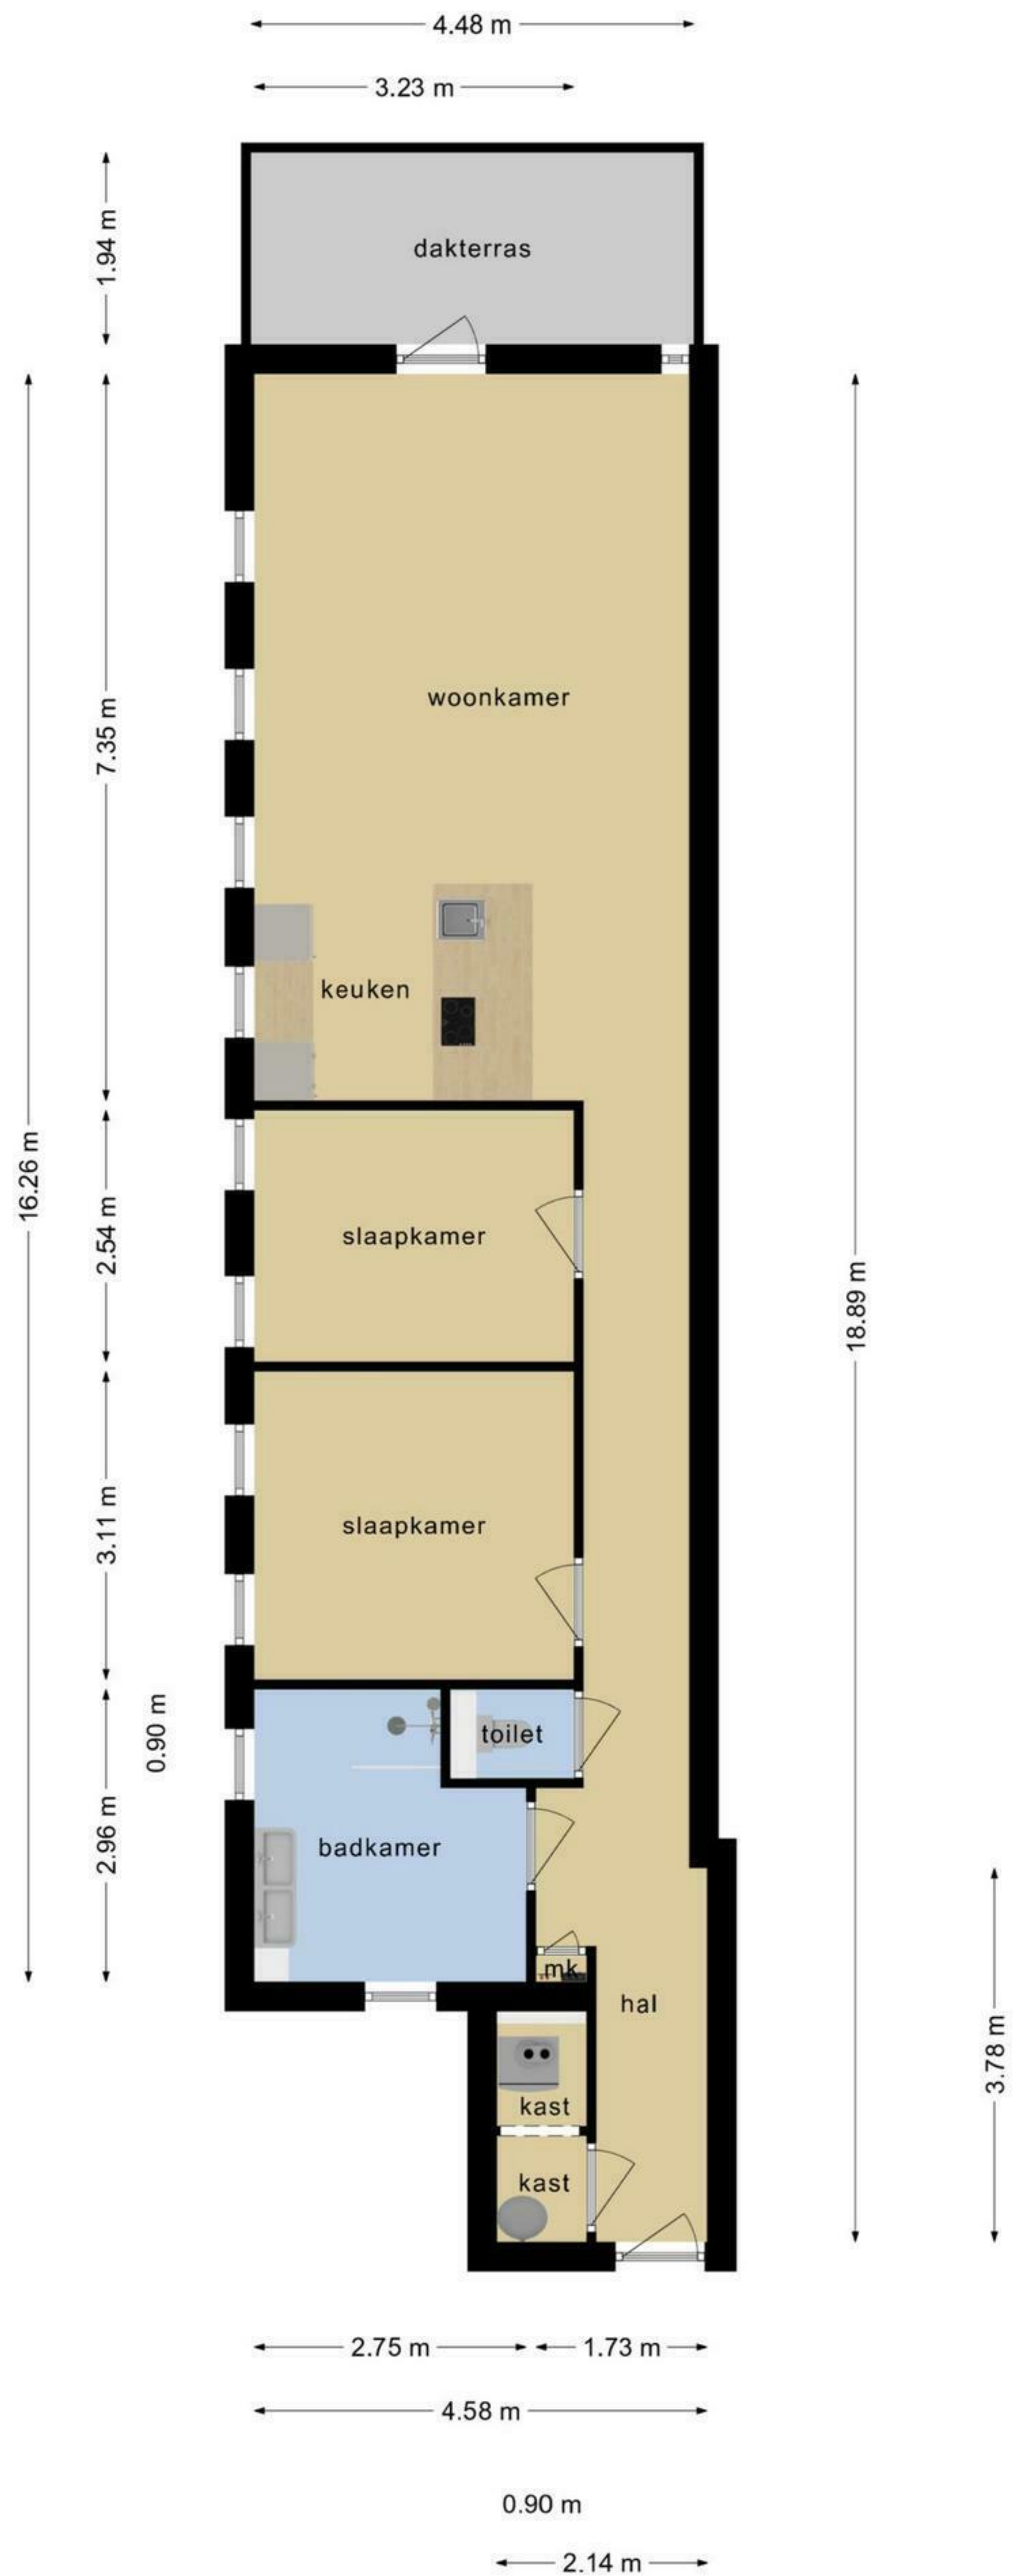 4.48 m
3.23 m
1.94 m
dakterras
7.35 m
woonkamer
keuken
16.26 m
2.54 m
slaapkamer
18.89 m
3.11 m
slaapkamer
0.90 m
toilet
2.96 m
badkamer
mk
hal
3.78 m
kast
kast
2.75 m
1.73 m
4.58 m
0.90 m
2.14 m